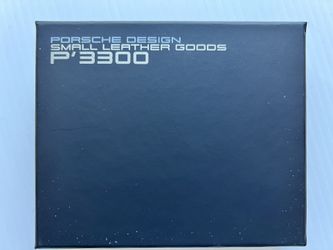 PORSCHE DESIGN
SMALL LEATHER GOODS
P'3300